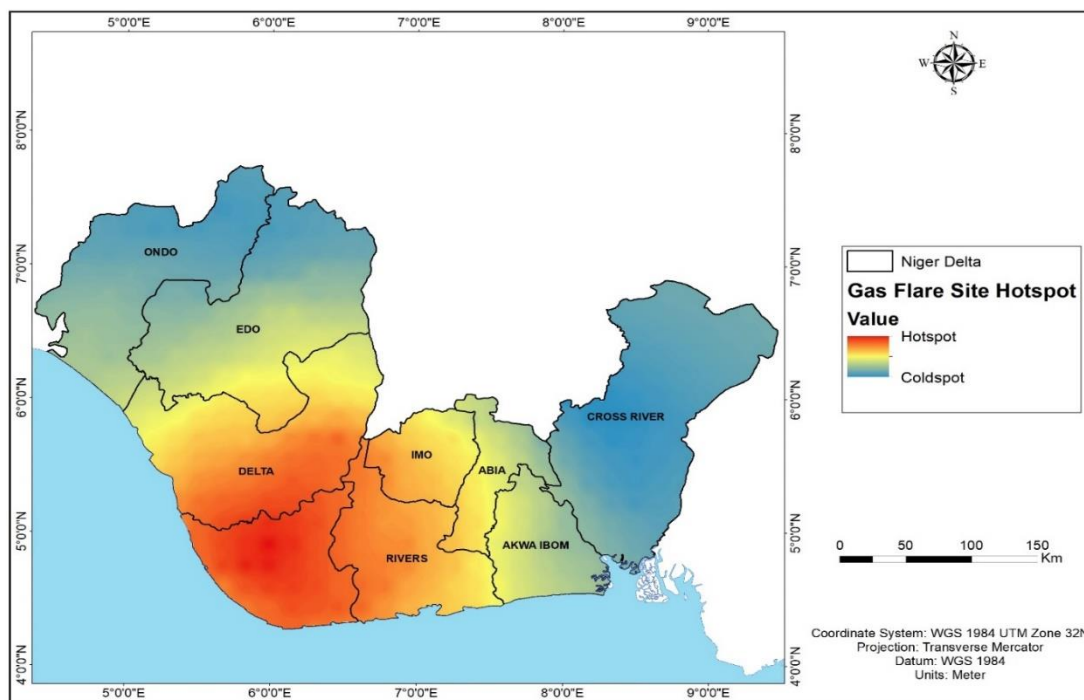 5°0'0"E 6°0'0"E 7°0'0"E 8°0'0"E 9°0'0"E
N
W E
S
8°0'0"N 8°0'0"N
7°0'0"N 7°0'0"N
6°0'0"N 6°0'0"N
5°0'0"N 5°0'0"N
4°0'0"N 4°0'0"N
ONDO
EDO
DELTA
IMO
ABIA
RIVERS
AKWA IBOM
CROSS RIVER
Niger Delta
Gas Flare Site Hotspot
Value
Hotspot
Coldspot
0 50 100 150
Km
Coordinate System: WGS 1984 UTM Zone 32N
Projection: Transverse Mercator
Datum: WGS 1984
Units: Meter
5°0'0"E 6°0'0"E 7°0'0"E 8°0'0"E 9°0'0"E